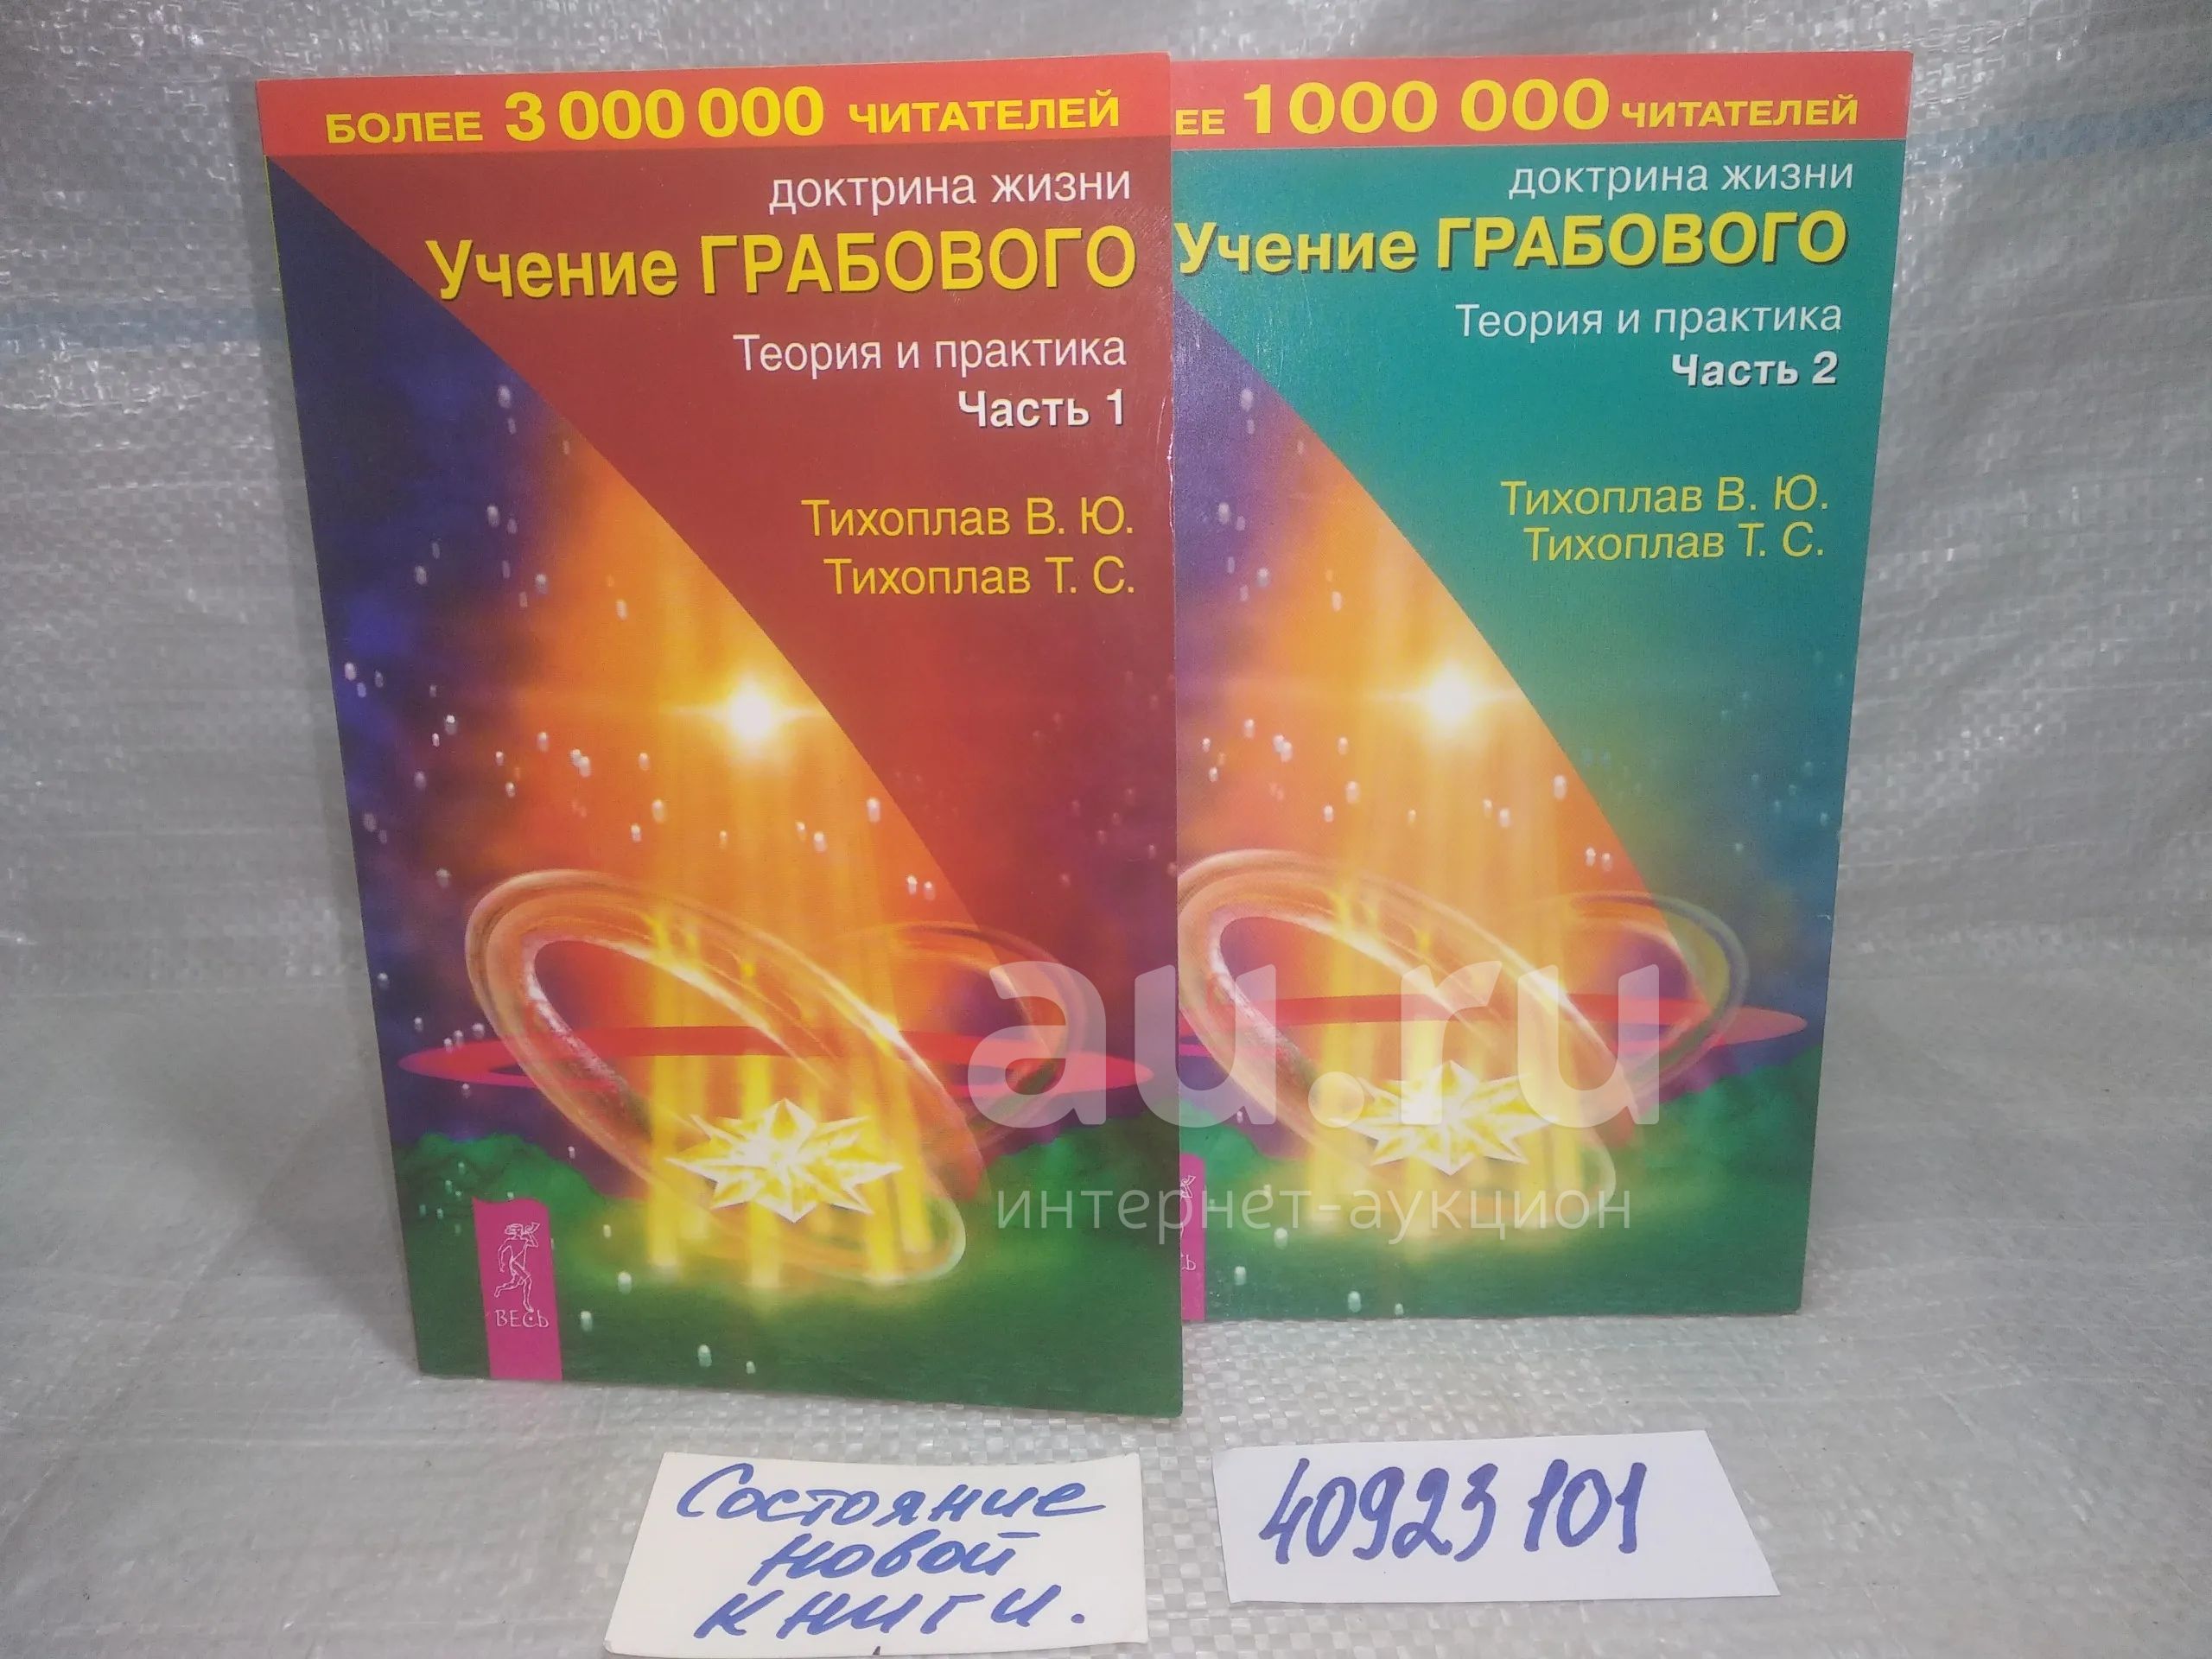 БОЛЕЕ 3 000 000 ЧИТАТЕЛЕЙ
доктрина жизни
Учение ГРАБОВОГО
Теория и практика
Часть 1
Тихоплав В. Ю.
Тихоплав Т. С.
ВЕСЬ
ЕЕ 1 000 000 ЧИТАТЕЛЕЙ
доктрина жизни
Учение ГРАБОВОГО
Теория и практика
Часть 2
Тихоплав В. Ю.
Тихоплав Т. С.
СЬ
au.ru
интернет-аукцион
Состояние
новой
книги.
40923101